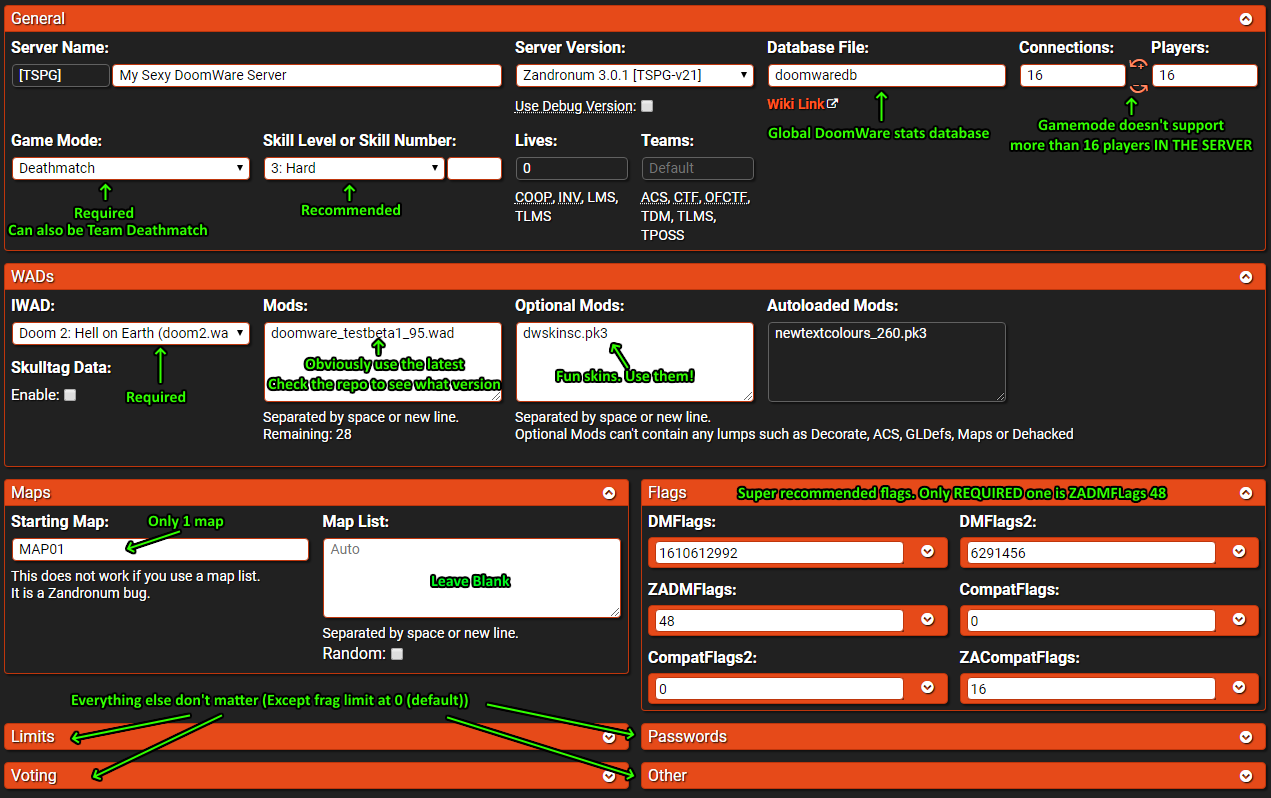 General
Server Name:
Server Version:
Database File:
Connections:
Players:
[TSPG]
My Sexy DoomWare Server
Zandronum 3.0.1 [TSPG-v21]
doomwaredb
16
16
Use Debug Version:
Wiki Link
Global DoomWare stats database
Gamemode doesn't support
more than 16 players IN THE SERVER
Game Mode:
Skill Level or Skill Number:
Lives:
Teams:
Deathmatch
3: Hard
0
Default
Required
Can also be Team Deathmatch
Recommended
COOP, INV, LMS,
TLMS
ACS, CTF, OFCTF,
TDM, TLMS,
TPOSS
WADs
IWAD:
Mods:
Optional Mods:
Autoloaded Mods:
Doom 2: Hell on Earth (doom2.wa
doomware_testbeta1_95.wad
dwskinsc.pk3
newtextcolours_260.pk3
Skulltag Data:
Enable:
Required
Obviously use the latest
Check the repo to see what version
Fun skins. Use them!
Separated by space or new line.
Remaining: 28
Separated by space or new line.
Optional Mods can't contain any lumps such as Decorate, ACS, GLDefs, Maps or Dehacked
Maps
Starting Map:
Only 1 map
Map List:
MAP01
Auto
Leave Blank
This does not work if you use a map list.
It is a Zandronum bug.
Separated by space or new line.
Random:
Flags
Super recommended flags. Only REQUIRED one is ZADMFLags 48
DMFlags:
DMFlags2:
1610612992
6291456
ZADMFlags:
CompatFlags:
48
0
CompatFlags2:
ZACompatFlags:
0
16
Everything else don't matter (Except frag limit at 0 (default))
Limits
Passwords
Voting
Other